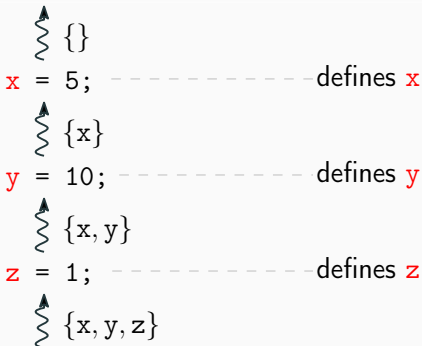 {}
x = 5; defines x
{x}
y = 10; defines y
{x, y}
z = 1; defines z
{x, y, z}